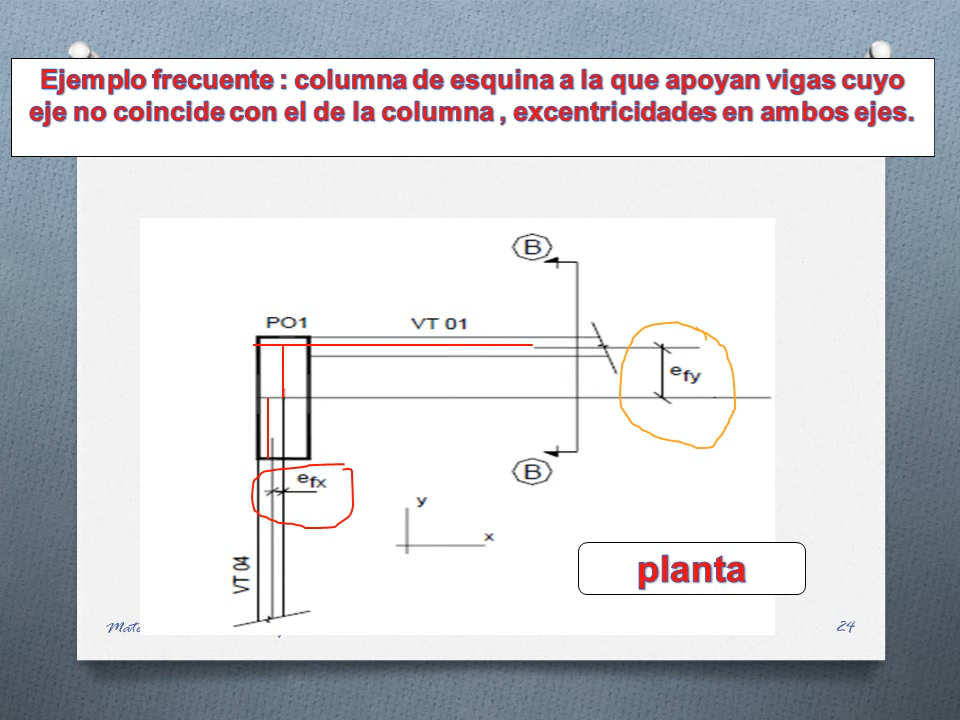 Ejemplo frecuente : columna de esquina a la que apoyan vigas cuyo
eje no coincide con el de la columna , excentricidades en ambos ejes.
B
PO1
VT 01
efy
B
efx
y
x
VT 04
planta
Mate
24